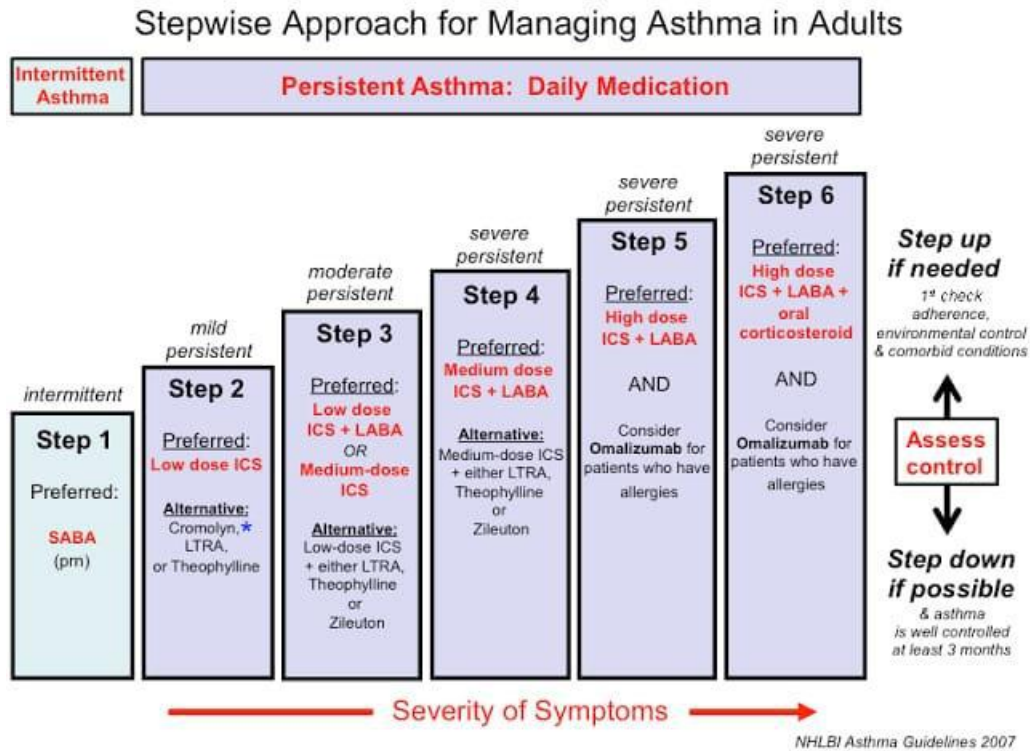 Stepwise Approach for Managing Asthma in Adults
Intermittent
Asthma
Persistent Asthma: Daily Medication
intermittent
Step 1
Preferred:
SABA
(prn)
mild
persistent
Step 2
Preferred:
Low dose ICS
Alternative:
Cromolyn,*
LTRA,
or Theophylline
moderate
persistent
Step 3
Preferred:
Low dose
ICS + LABA
OR
Medium-dose
ICS
Alternative:
Low-dose ICS
+ either LTRA,
Theophylline
or
Zileuton
severe
persistent
Step 4
Preferred:
Medium dose
ICS + LABA
Alternative:
Medium-dose ICS
+ either LTRA,
Theophylline
or
Zileuton
severe
persistent
Step 5
Preferred:
High dose
ICS + LABA
AND
Consider
Omalizumab for
patients who have
allergies
severe
persistent
Step 6
Preferred:
High dose
ICS + LABA +
oral
corticosteroid
AND
Consider
Omalizumab for
patients who have
allergies
Step up
if needed
1st check
adherence,
environmental control
& comorbid conditions
Assess
control
Step down
if possible
& asthma
is well controlled
at least 3 months
Severity of Symptoms
NHLBI Asthma Guidelines 2007